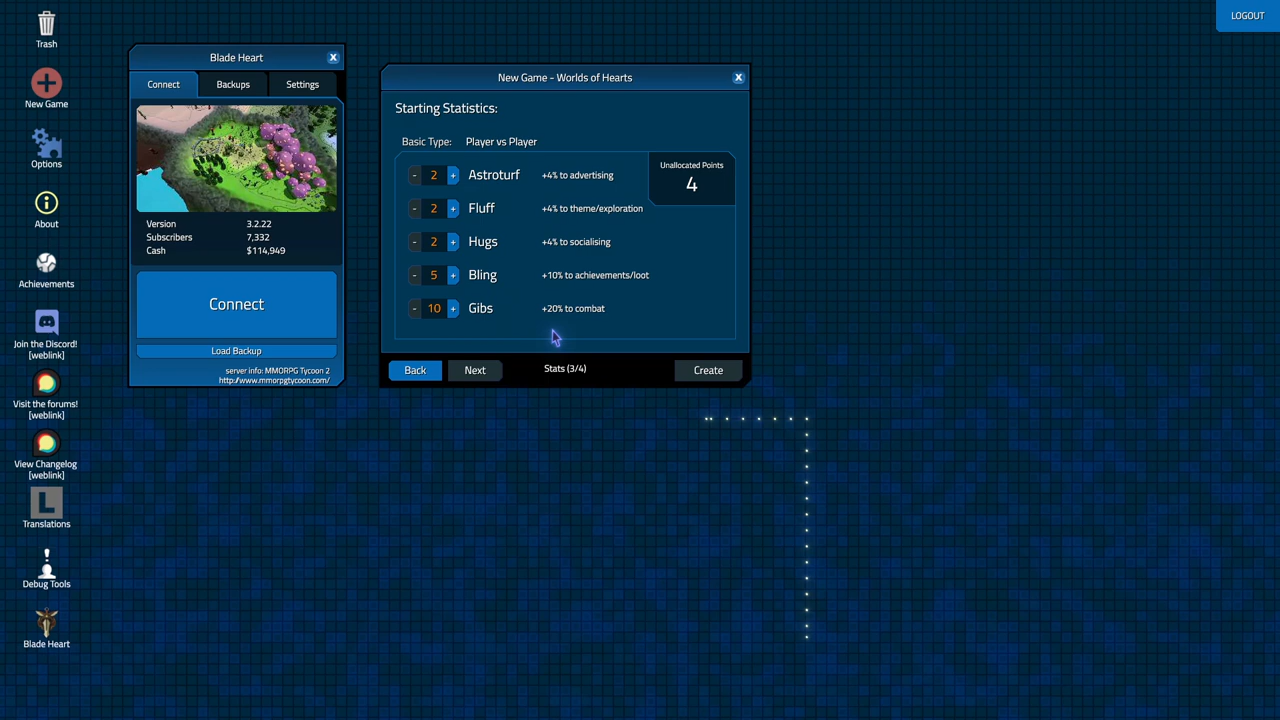 LOGOUT
Trash
New Game
Options
About
Achievements
Join the Discord!
[weblink]
Visit the forums!
[weblink]
View Changelog
[weblink]
L
Translations
Debug Tools
Blade Heart
Blade Heart
X
Connect
Backups
Settings
Version 3.2.22
Subscribers 7,332
Cash $114,949
Connect
Load Backup
server info: MMORPG Tycoon 2
http://www.mmorpgtycoon.com/
New Game - Worlds of Hearts
X
Starting Statistics:
Basic Type: Player vs Player
Unallocated Points
4
- 2 + Astroturf +4% to advertising
- 2 + Fluff +4% to theme/exploration
- 2 + Hugs +4% to socialising
- 5 + Bling +10% to achievements/loot
- 10 + Gibs +20% to combat
Back
Next
Stats (3/4)
Create